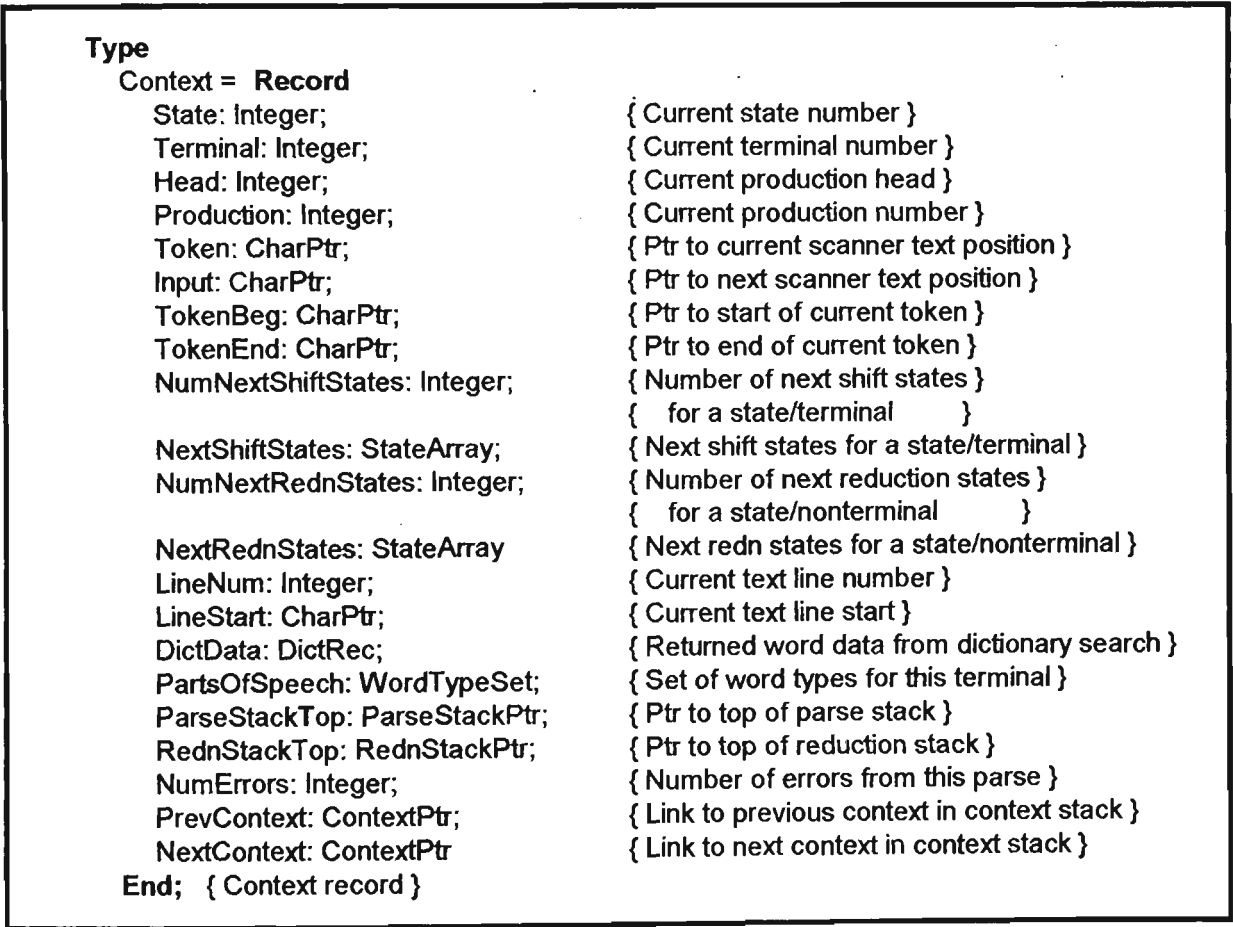 Type
Context = Record
State: Integer; { Current state number }
Terminal: Integer; { Current terminal number }
Head: Integer; { Current production head }
Production: Integer; { Current production number }
Token: CharPtr; { Ptr to current scanner text position }
Input: CharPtr; { Ptr to next scanner text position }
TokenBeg: CharPtr; { Ptr to start of current token }
TokenEnd: CharPtr; { Ptr to end of current token }
NumNextShiftStates: Integer; { Number of next shift states }
{ for a state/terminal }
NextShiftStates: StateArray; { Next shift states for a state/terminal }
NumNextRednStates: Integer; { Number of next reduction states }
{ for a state/nonterminal }
NextRednStates: StateArray { Next redn states for a state/nonterminal }
LineNum: Integer; { Current text line number }
LineStart: CharPtr; { Current text line start }
DictData: DictRec; { Returned word data from dictionary search }
PartsOfSpeech: WordTypeSet; { Set of word types for this terminal }
ParseStackTop: ParseStackPtr; { Ptr to top of parse stack }
RednStackTop: RednStackPtr; { Ptr to top of reduction stack }
NumErrors: Integer; { Number of errors from this parse }
PrevContext: ContextPtr; { Link to previous context in context stack }
NextContext: ContextPtr { Link to next context in context stack }
End; { Context record }